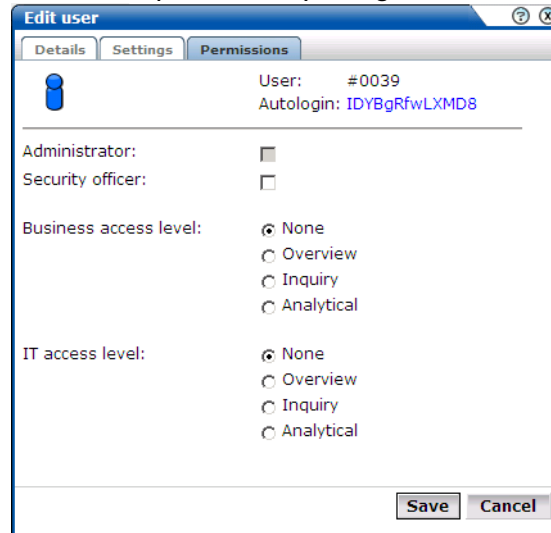 Edit user
Details Settings Permissions
User: #0039
Autologin: IDYBgRfwLXMD8
Administrator:
Security officer:
Business access level: None
Overview
Inquiry
Analytical
IT access level: None
Overview
Inquiry
Analytical
Save Cancel